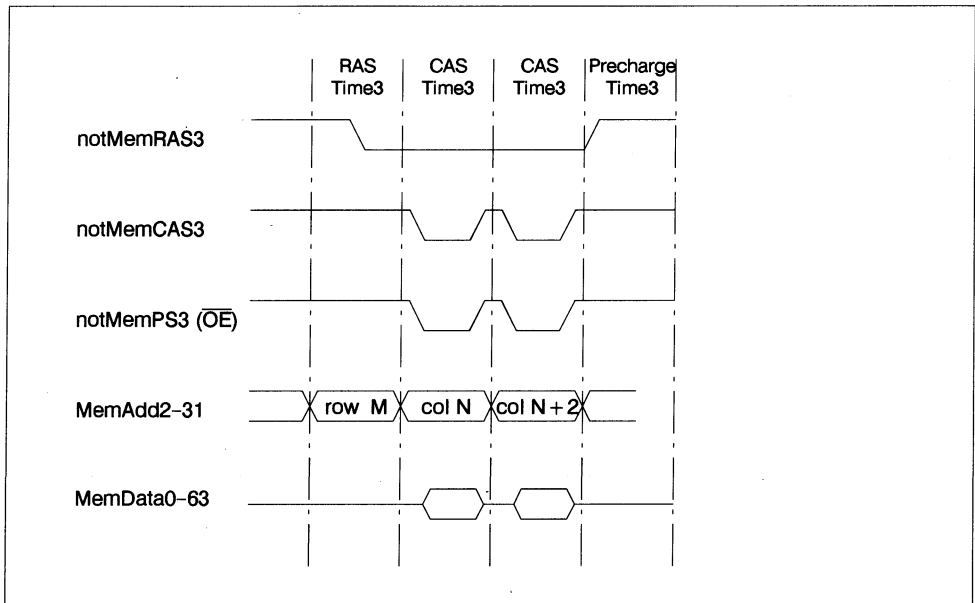 RAS CAS CAS Precharge
Time3 Time3 Time3 Time3
notMemRAS3
notMemCAS3
notMemPS3 (O̅E̅)
MemAdd2-31 row M col N col N+2
MemData0-63